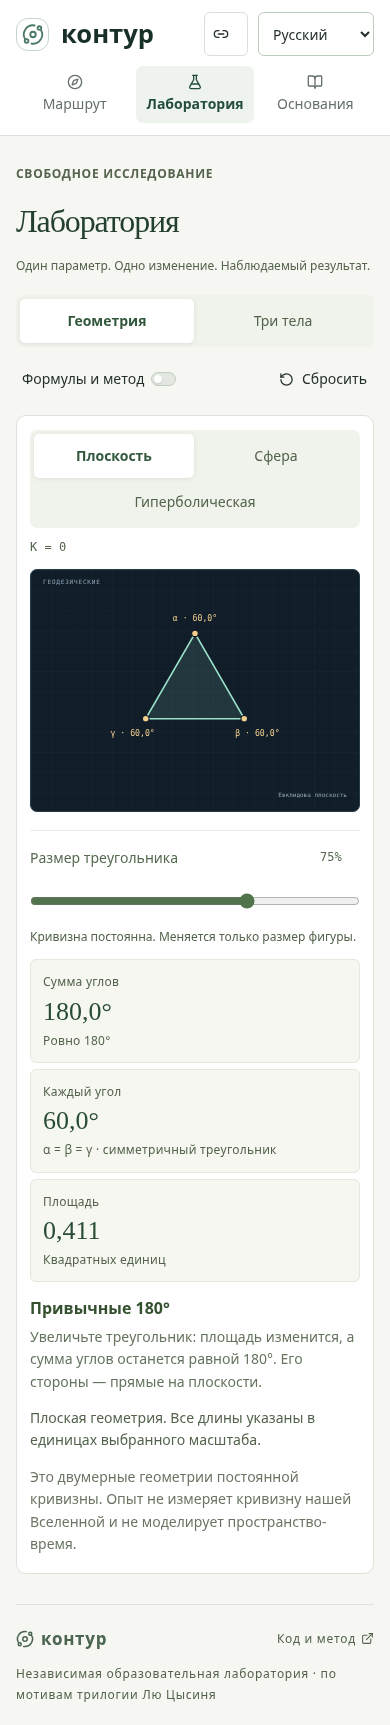 контур
Русский
Маршрут
Лаборатория
Основания
СВОБОДНОЕ ИССЛЕДОВАНИЕ
Лаборатория
Один параметр. Одно изменение. Наблюдаемый результат.
Геометрия
Три тела
Формулы и метод
Сбросить
Плоскость
Сфера
Гиперболическая
K = 0
ГЕОДЕЗИЧЕСКИЕ
α · 60,0°
γ · 60,0°
β · 60,0°
Евклидова плоскость
Размер треугольника
75%
Кривизна постоянна. Меняется только размер фигуры.
Сумма углов
180,0°
Ровно 180°
Каждый угол
60,0°
α = β = γ · симметричный треугольник
Площадь
0,411
Квадратных единиц
Привычные 180°
Увеличьте треугольник: площадь изменится, а
сумма углов останется равной 180°. Его
стороны — прямые на плоскости.
Плоская геометрия. Все длины указаны в
единицах выбранного масштаба.
Это двумерные геометрии постоянной
кривизны. Опыт не измеряет кривизну нашей
Вселенной и не моделирует пространство-
время.
контур
Код и метод
Независимая образовательная лаборатория · по
мотивам трилогии Лю Цысиня